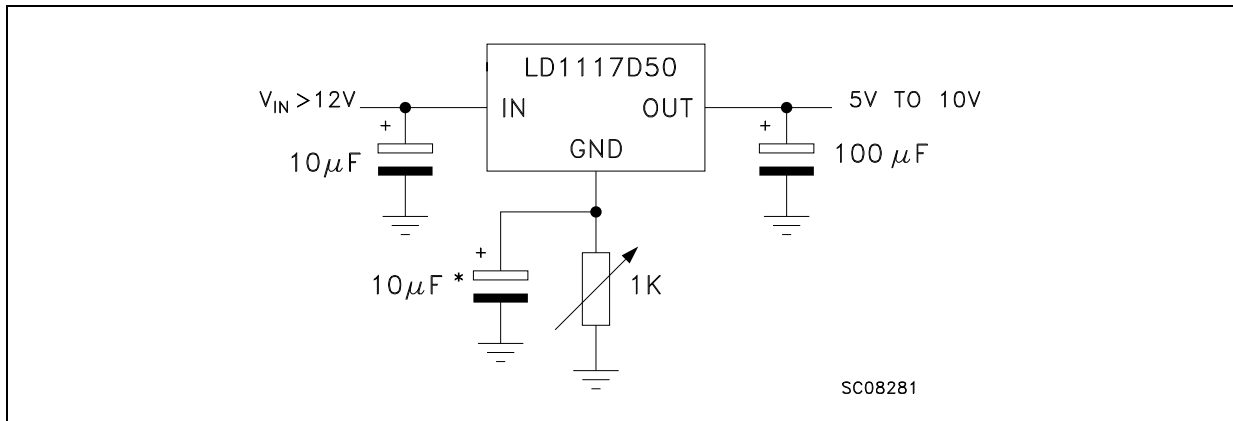 LD1117D50
V_IN >12V
IN
OUT
5V TO 10V
GND
+
10μF
+
100 μF
+
10μF *
1K
SC08281